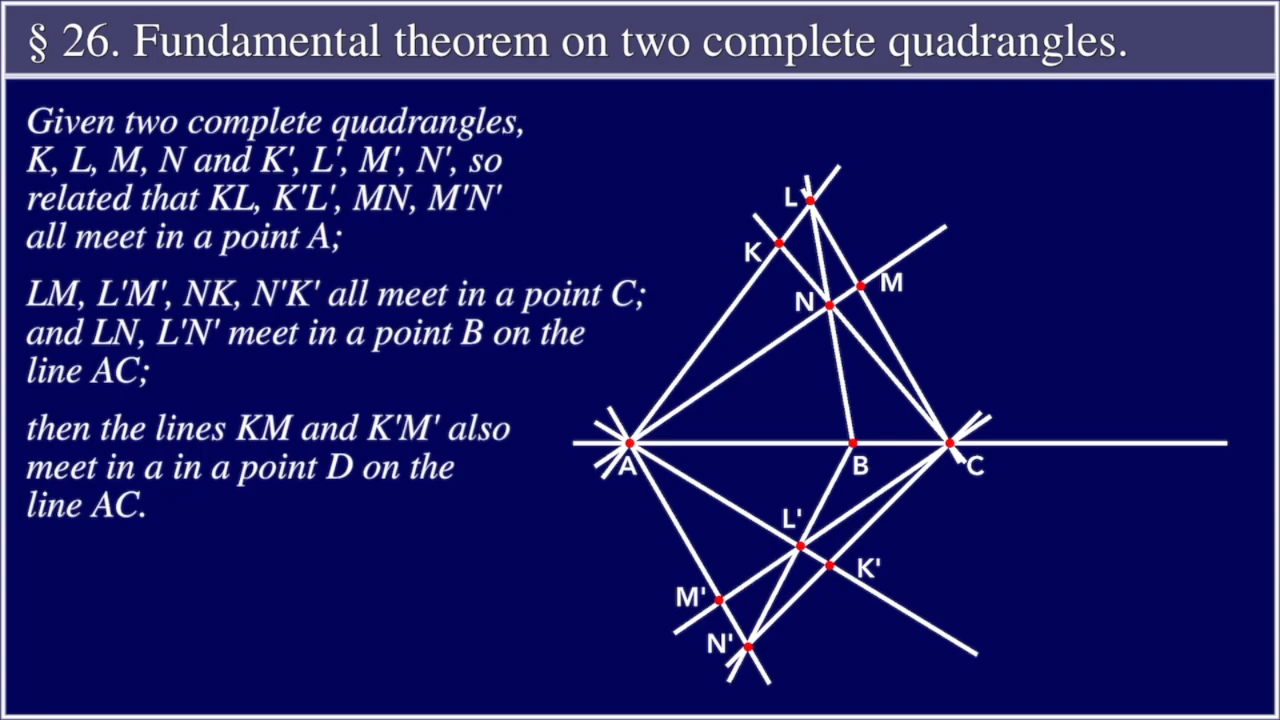 § 26. Fundamental theorem on two complete quadrangles.
Given two complete quadrangles,
K, L, M, N and K', L', M', N', so
related that KL, K'L', MN, M'N'
all meet in a point A;
LM, L'M', NK, N'K' all meet in a point C;
and LN, L'N' meet in a point B on the
line AC;
then the lines KM and K'M' also
meet in a in a point D on the
line AC.
L
K
M
N
A
B
C
L'
K'
M'
N'